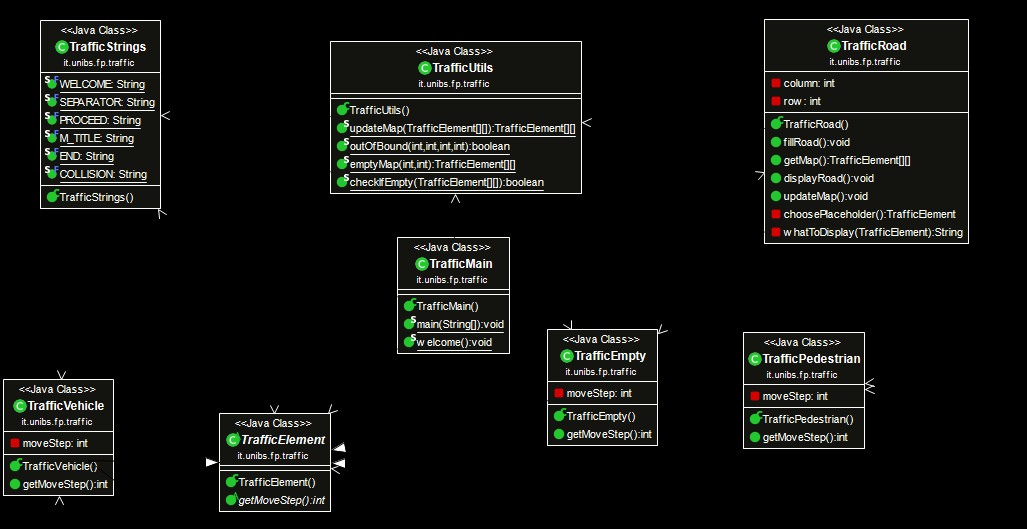 <<Java Class>>
TrafficStrings
it.unibs.fp.traffic
WELCOME: String
SEPARATOR: String
PROCEED: String
M_TITLE: String
END: String
COLLISION: String
TrafficStrings()
<<Java Class>>
TrafficUtils
it.unibs.fp.traffic
TrafficUtils()
updateMap(TrafficElement[][]):TrafficElement[][]
outOfBound(int,int,int,int):boolean
emptyMap(int,int):TrafficElement[][]
checkIfEmpty(TrafficElement[][]):boolean
<<Java Class>>
TrafficRoad
it.unibs.fp.traffic
column: int
row: int
TrafficRoad()
fillRoad():void
getMap():TrafficElement[][]
displayRoad():void
updateMap():void
choosePlaceholder():TrafficElement
whatToDisplay(TrafficElement):String
<<Java Class>>
TrafficMain
it.unibs.fp.traffic
TrafficMain()
main(String[]):void
welcome():void
<<Java Class>>
TrafficEmpty
it.unibs.fp.traffic
moveStep: int
TrafficEmpty()
getMoveStep():int
<<Java Class>>
TrafficPedestrian
it.unibs.fp.traffic
moveStep: int
TrafficPedestrian()
getMoveStep():int
<<Java Class>>
TrafficVehicle
it.unibs.fp.traffic
moveStep: int
TrafficVehicle()
getMoveStep():int
<<Java Class>>
TrafficElement
it.unibs.fp.traffic
TrafficElement()
getMoveStep():int